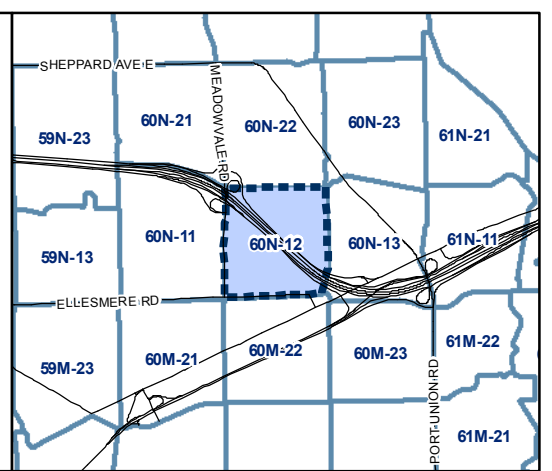 SHEPPARD AVE E
MEADOWVALE RD
60N-21
60N-22
60N-23
59N-23
61N-21
60N-11
60N-12
60N-13
61N-11
59N-13
ELLESMERE RD
59M-23
60M-21
60M-22
60M-23
61M-22
PORT UNION RD
61M-21